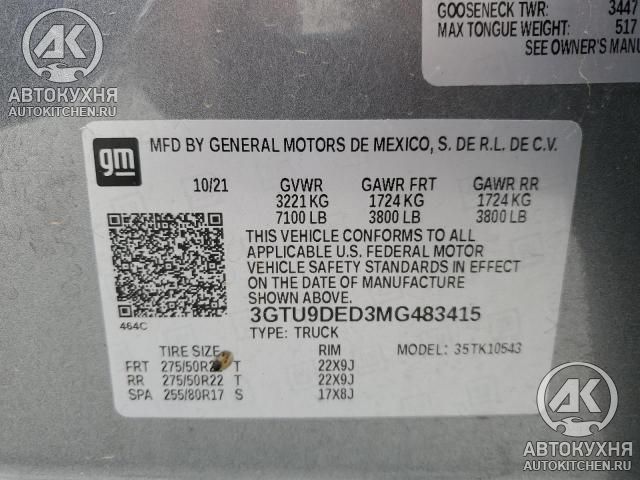 GOOSENECK TWR: 3447
MAX TONGUE WEIGHT: 517
SEE OWNER'S MANU
АК
АВТОКУХНЯ
AUTOKITCHEN.RU
gm
MFD BY GENERAL MOTORS DE MEXICO, S. DE R.L. DE C.V.
10/21 GVWR GAWR FRT GAWR RR
3221 KG 1724 KG 1724 KG
7100 LB 3800 LB 3800 LB
THIS VEHICLE CONFORMS TO ALL
APPLICABLE U.S. FEDERAL MOTOR
VEHICLE SAFETY STANDARDS IN EFFECT
ON THE DATE OF MANUFACTURE
SHOWN ABOVE.
464C
3GTU9DED3MG483415
TYPE: TRUCK
MODEL: 35TK10543
TIRE SIZE RIM
FRT 275/50R2 T 22X9J
RR 275/50R22 T 22X9J
SPA 255/80R17 S 17X8J
АК
АВТОКУХНЯ
AUTOKITCHEN.RU